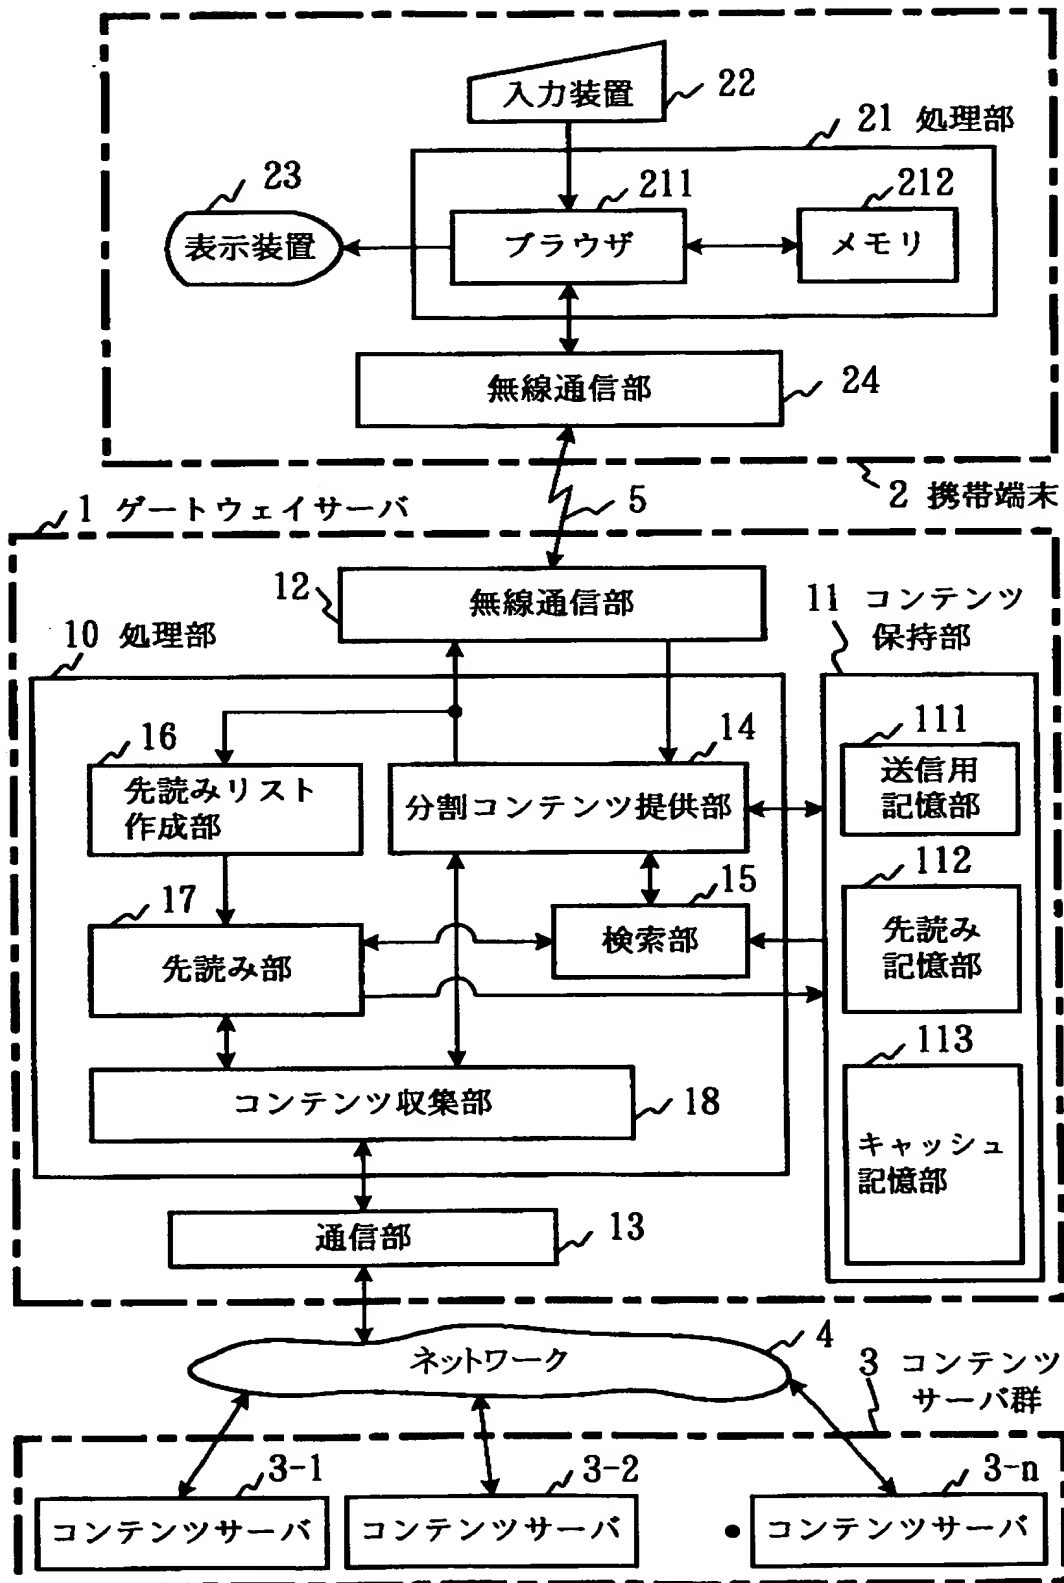 入力装置
22
21 処理部
23
211
212
表示装置
ブラウザ
メモリ
無線通信部
24
2 携帯端末
1 ゲートウェイサーバ
5
12
無線通信部
11 コンテンツ
保持部
10 処理部
16
14
111
先読みリスト
作成部
分割コンテンツ提供部
送信用
記憶部
112
17
15
先読み部
検索部
先読み
記憶部
113
コンテンツ収集部
18
キャッシュ
記憶部
通信部
13
ネットワーク
4
3 コンテンツ
サーバ群
3-1
3-2
3-n
コンテンツサーバ
コンテンツサーバ
コンテンツサーバ